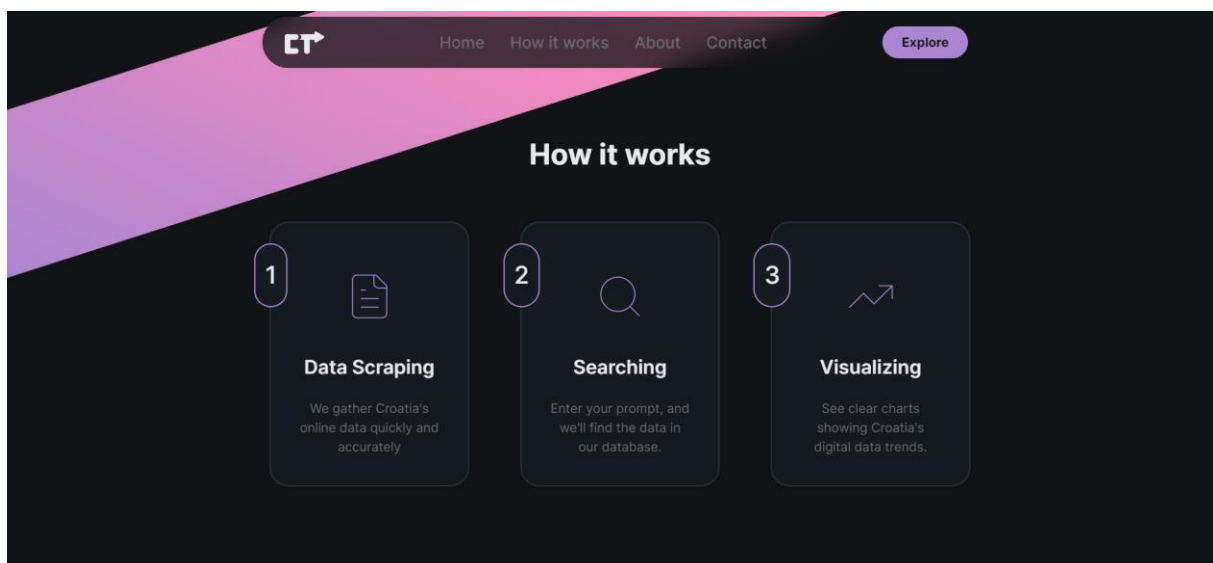 CT
Home How it works About Contact Explore
How it works
1 2 3
Data Scraping
We gather Croatia's
online data quickly and
accurately
Searching
Enter your prompt, and
we'll find the data in
our database.
Visualizing
See clear charts
showing Croatia's
digital data trends.